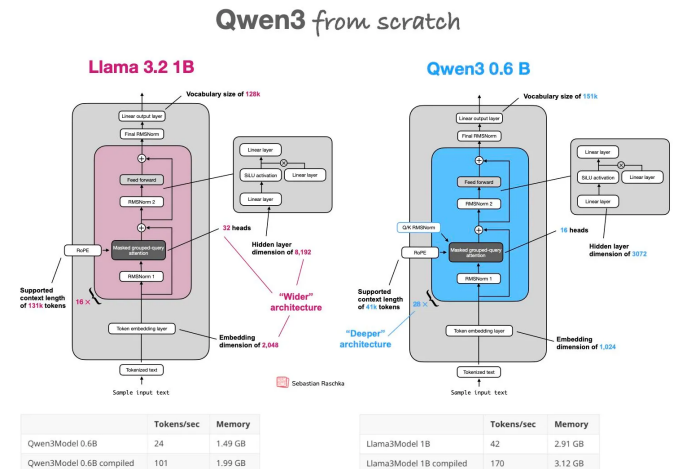 Qwen3 from scratch
Llama 3.2 1B
Vocabulary size of 128k
Linear output layer
Final RMSNorm
Feed forward
RMSNorm 2
Linear layer
SiLU activation
Linear layer
Linear layer
32 heads
RoPE
Masked grouped-query
attention
Hidden layer
dimension of 8,192
RMSNorm 1
Supported
context length
of 131k tokens
16 ×
"Wider"
architecture
Token embedding layer
Embedding
dimension of 2,048
Tokenized text
Sample input text
Sebastian Raschka
Qwen3 0.6 B
Vocabulary size of 151k
Linear output layer
Final RMSNorm
Feed forward
RMSNorm 2
Linear layer
SiLU activation
Linear layer
Linear layer
16 heads
Q/K RMSNorm
RoPE
Masked grouped-query
attention
Hidden layer
dimension of 3072
RMSNorm 1
Supported
context length
of 41k tokens
28 ×
"Deeper"
architecture
Token embedding layer
Embedding
dimension of 1,024
Tokenized text
Sample input text
Tokens/sec Memory
Qwen3Model 0.6B 24 1.49 GB
Qwen3Model 0.6B compiled 101 1.99 GB
Tokens/sec Memory
Llama3Model 1B 42 2.91 GB
Llama3Model 1B compiled 170 3.12 GB